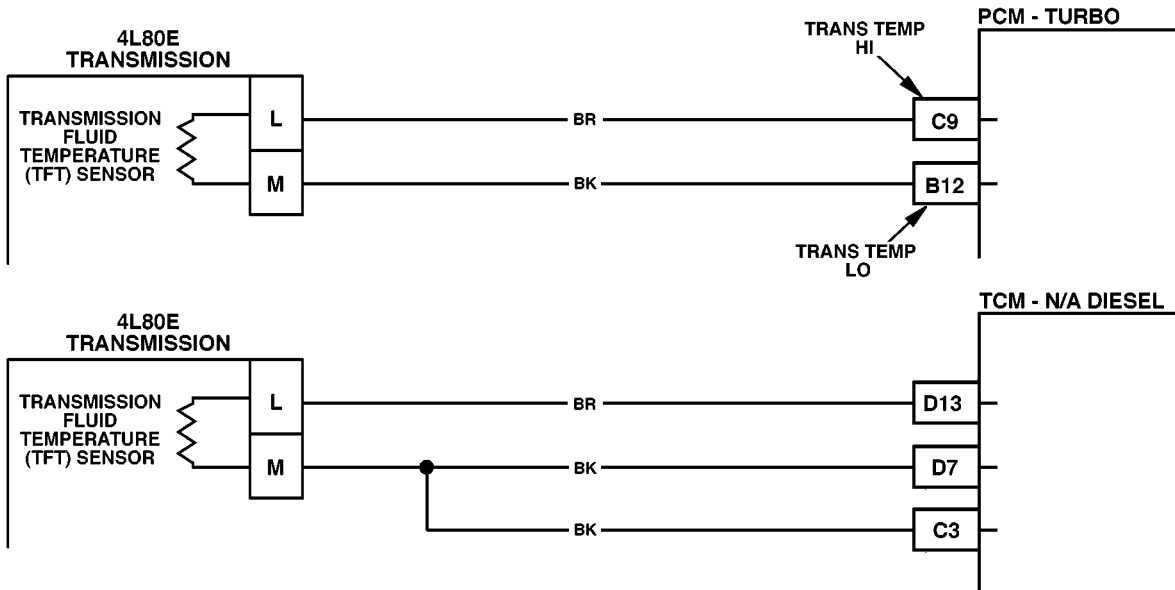 PCM - TURBO
4L80E
TRANSMISSION
TRANS TEMP
HI
TRANSMISSION
FLUID
TEMPERATURE
(TFT) SENSOR
L
BR
C9
M
BK
B12
TRANS TEMP
LO
TCM - N/A DIESEL
4L80E
TRANSMISSION
TRANSMISSION
FLUID
TEMPERATURE
(TFT) SENSOR
L
BR
D13
M
BK
D7
BK
C3